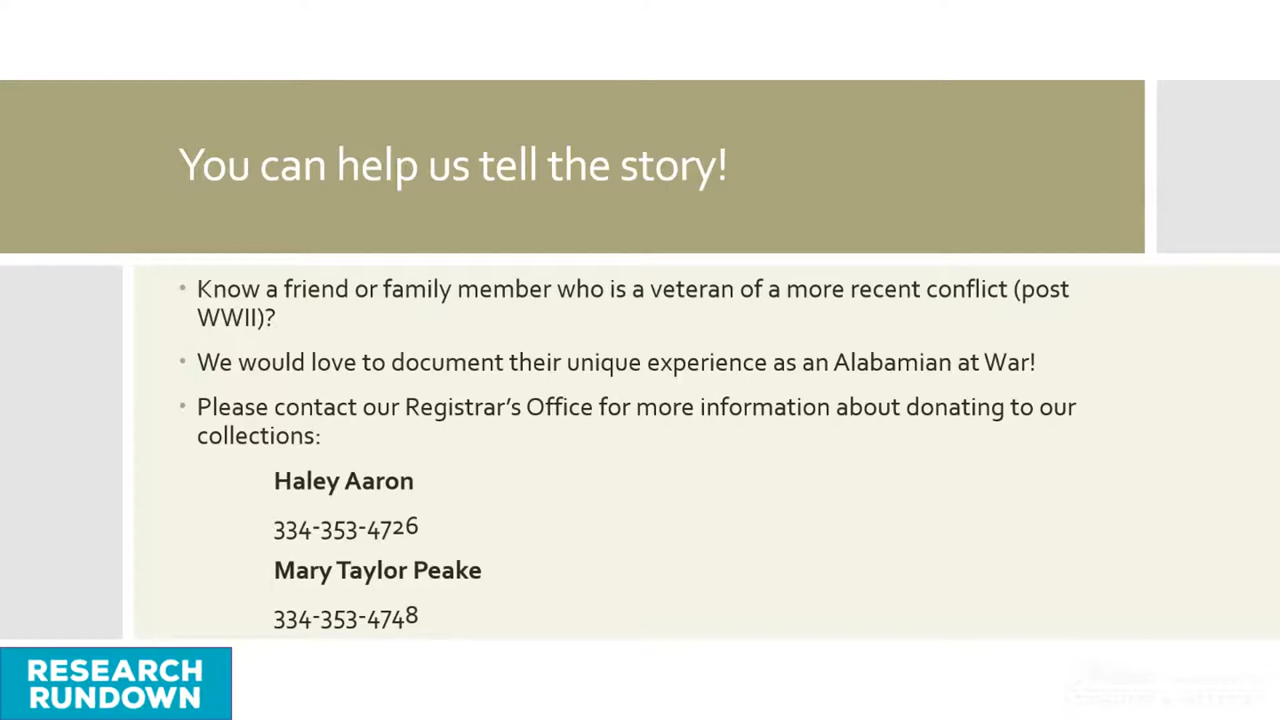 You can help us tell the story!
• Know a friend or family member who is a veteran of a more recent conflict (post
WWII)?
• We would love to document their unique experience as an Alabamian at War!
• Please contact our Registrar’s Office for more information about donating to our
collections:
Haley Aaron
334-353-4726
Mary Taylor Peake
334-353-4748
RESEARCH
RUNDOWN